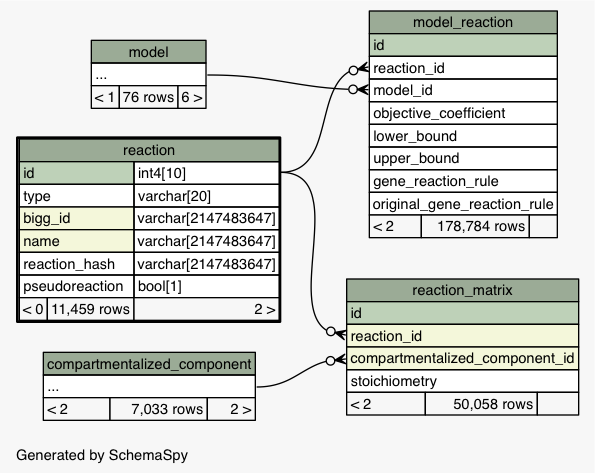 model
...
< 1 76 rows 6 >
model_reaction
id
reaction_id
model_id
objective_coefficient
lower_bound
upper_bound
gene_reaction_rule
original_gene_reaction_rule
< 2 178,784 rows
reaction
id int4[10]
type varchar[20]
bigg_id varchar[2147483647]
name varchar[2147483647]
reaction_hash varchar[2147483647]
pseudoreaction bool[1]
< 0 11,459 rows 2 >
reaction_matrix
id
reaction_id
compartmentalized_component_id
stoichiometry
< 2 50,058 rows
compartmentalized_component
...
< 2 7,033 rows 2 >
Generated by SchemaSpy